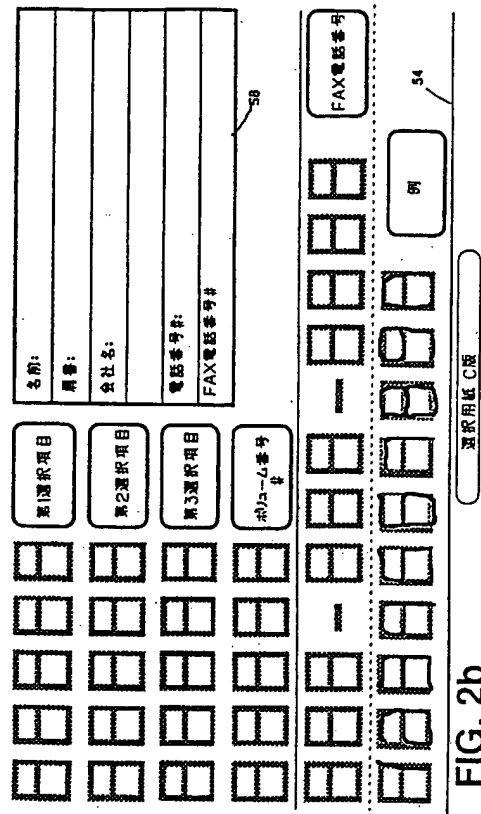 名前:
肩書:
会社名:
電話番号#:
FAX電話番号#
58
第1選択項目
第2選択項目
第3選択項目
ボリューム番号
#
FAX電話番号
例
54
選択用紙 C版
FIG. 2b